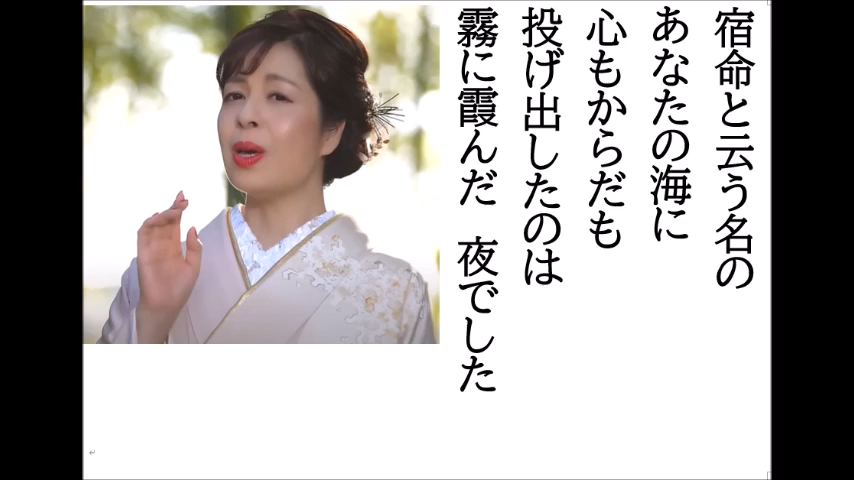 宿命と云う名の
あなたの海に
心もからだも
投げ出したのは
霧に霞んだ　夜でした